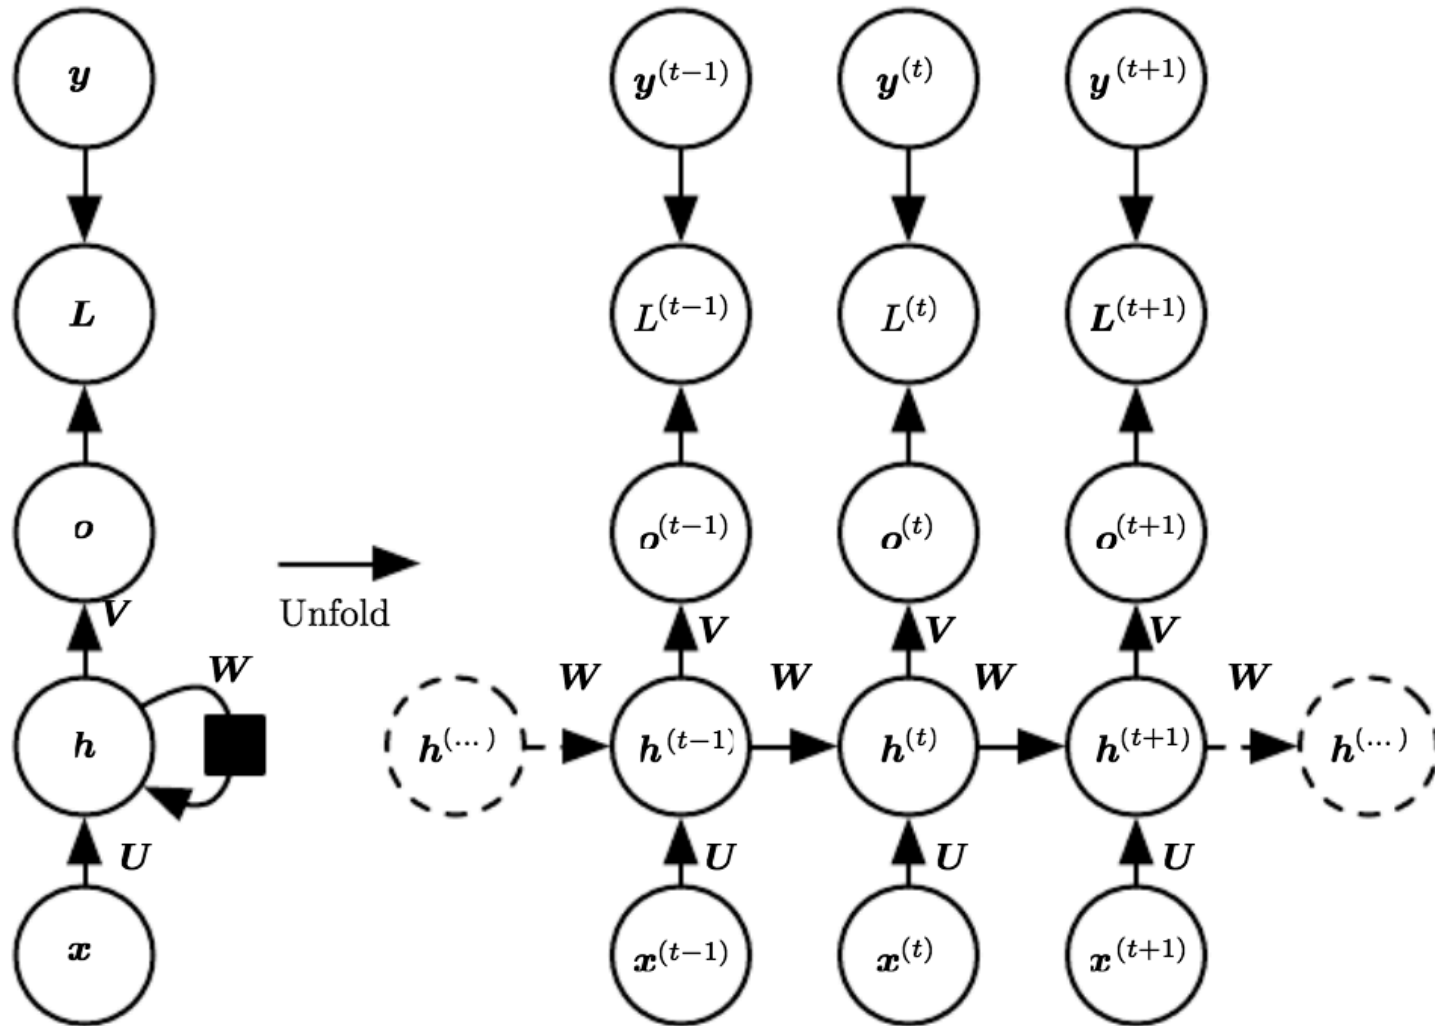 y y^(t−1) y^(t) y^(t+1)
L L^(t−1) L^(t) L^(t+1)
o o^(t−1) o^(t) o^(t+1)
Unfold
V V V V
W W W W W
h h^(...) h^(t−1) h^(t) h^(t+1) h^(...)
U U U U
x x^(t−1) x^(t) x^(t+1)